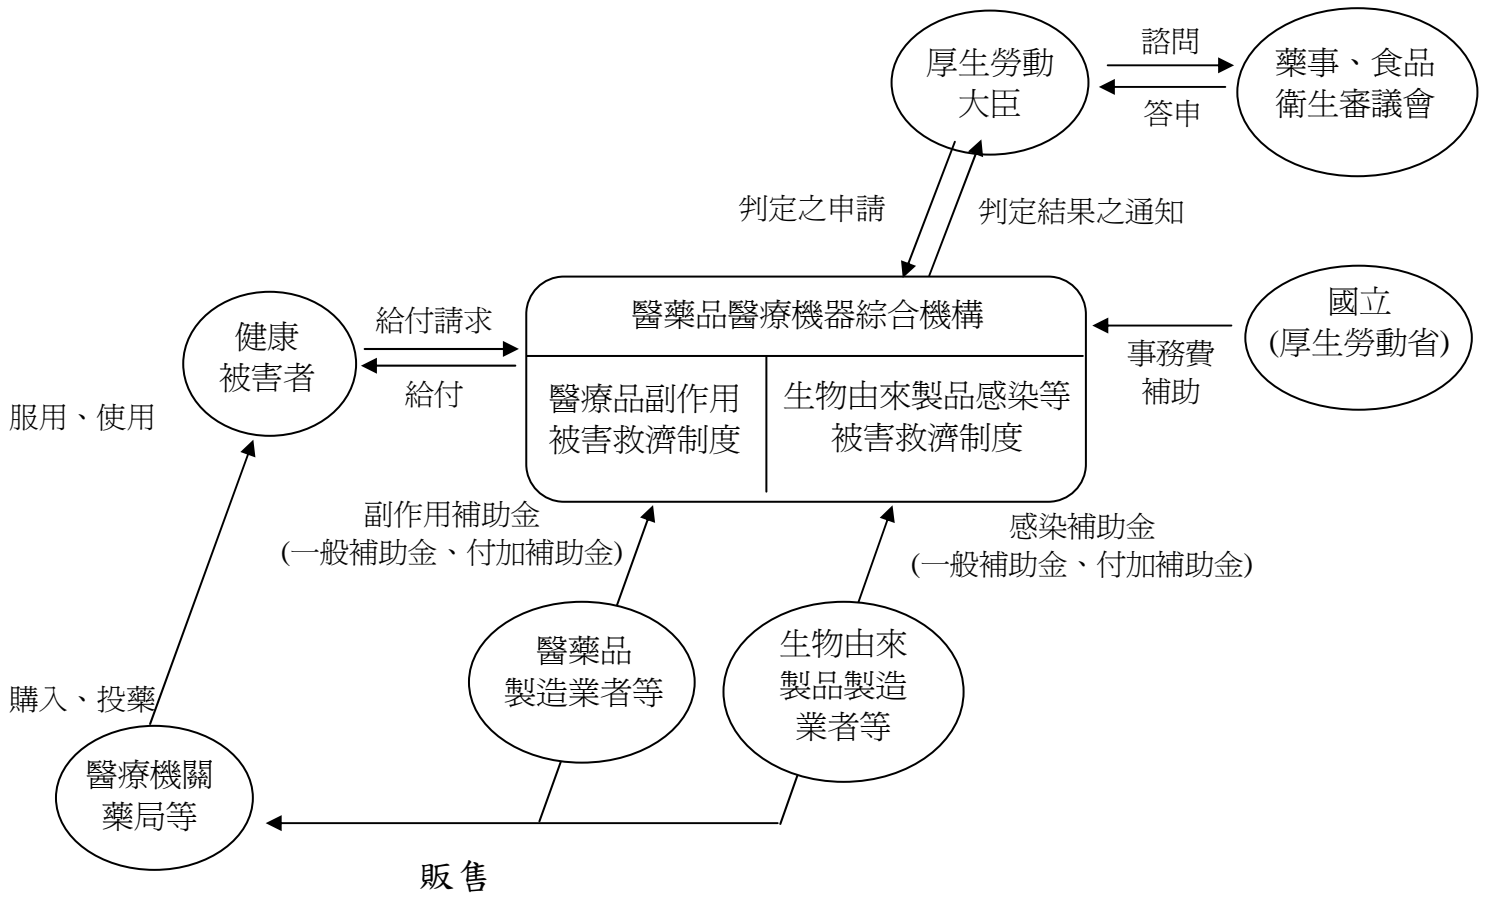 厚生勞動
大臣
諮問
答申
藥事、食品
衛生審議會
判定之申請
判定結果之通知
健康
被害者
給付請求
給付
醫藥品醫療機器綜合機構
醫療品副作用
被害救濟制度
生物由來製品感染等
被害救濟制度
事務費
補助
國立
(厚生勞動省)
服用、使用
副作用補助金
(一般補助金、付加補助金)
感染補助金
(一般補助金、付加補助金)
醫藥品
製造業者等
生物由來
製品製造
業者等
購入、投藥
醫療機關
藥局等
販售